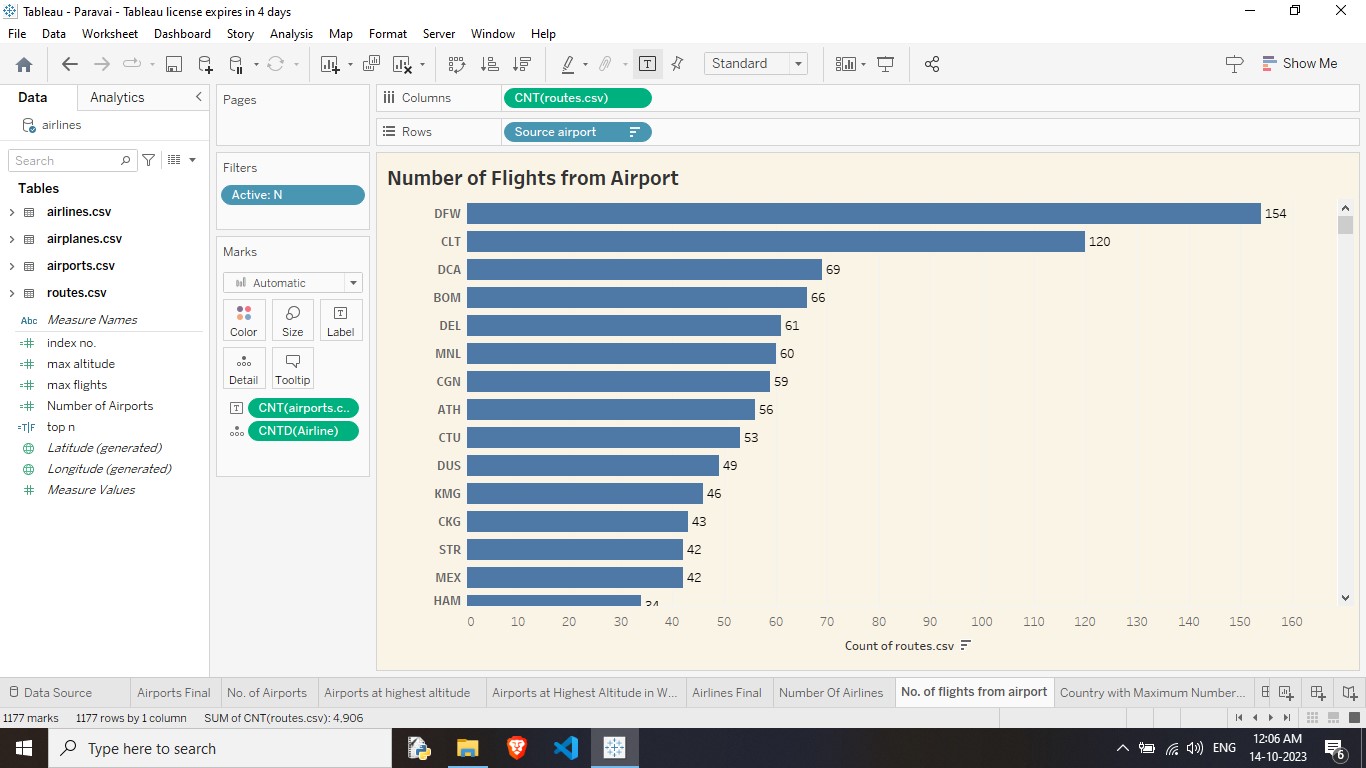 Tableau - Paravai - Tableau license expires in 4 days
File Data Worksheet Dashboard Story Analysis Map Format Server Window Help
Standard
Show Me
Data Analytics
airlines
Search
Tables
airlines.csv
airplanes.csv
airports.csv
routes.csv
Abc Measure Names
=# index no.
=# max altitude
=# max flights
=# Number of Airports
=T|F top n
Latitude (generated)
Longitude (generated)
# Measure Values
Pages
Filters
Active: N
Marks
Automatic
Color Size Label
Detail Tooltip
CNT(airports.c..
CNTD(Airline)
Columns CNT(routes.csv)
Rows Source airport
Number of Flights from Airport
DFW 154
CLT 120
DCA 69
BOM 66
DEL 61
MNL 60
CGN 59
ATH 56
CTU 53
DUS 49
KMG 46
CKG 43
STR 42
MEX 42
HAM 34
0 10 20 30 40 50 60 70 80 90 100 110 120 130 140 150 160
Count of routes.csv
Data Source Airports Final No. of Airports Airports at highest altitude Airports at Highest Altitude in W... Airlines Final Number Of Airlines No. of flights from airport Country with Maximum Number...
1177 marks 1177 rows by 1 column SUM of CNT(routes.csv): 4,906
Type here to search
ENG
12:06 AM
14-10-2023
6